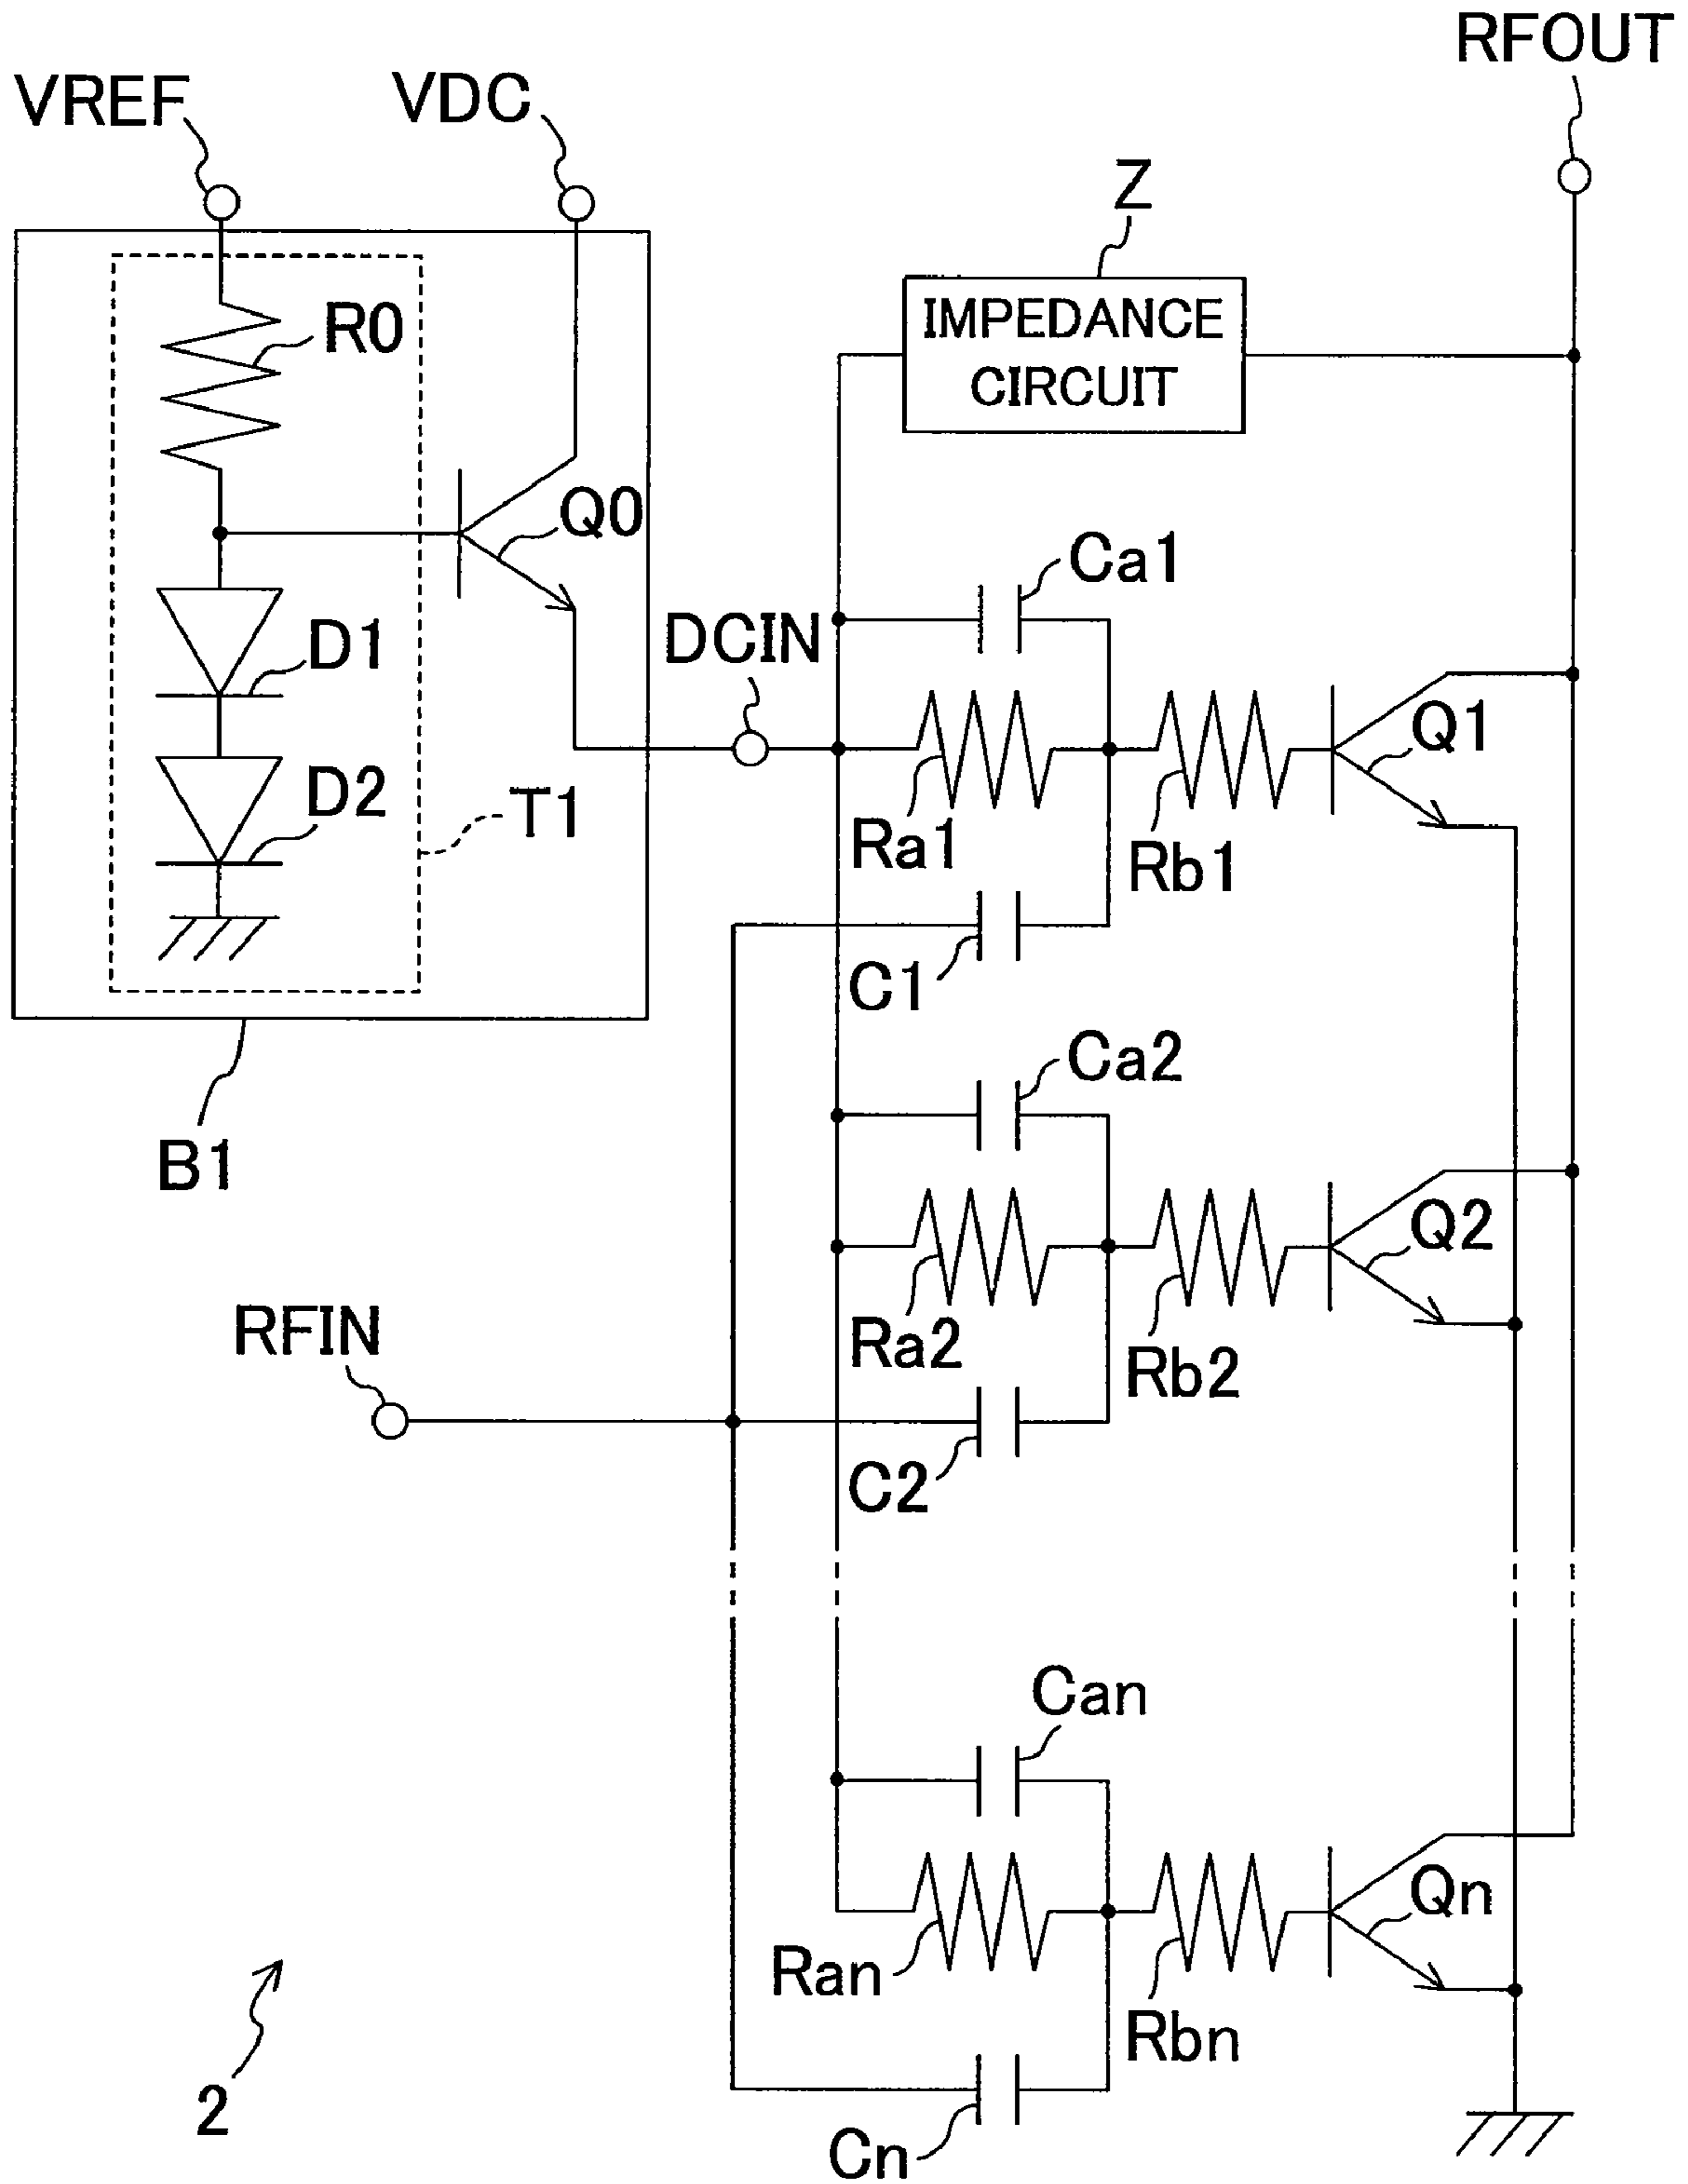 RFOUT
VREF
VDC
Z
IMPEDANCE
CIRCUIT
R0
Q0
Ca1
D1
DCIN
Q1
D2
T1
Ra1
Rb1
C1
Ca2
B1
Q2
RFIN
Ra2
Rb2
C2
Can
Qn
Ran
Rbn
2
Cn